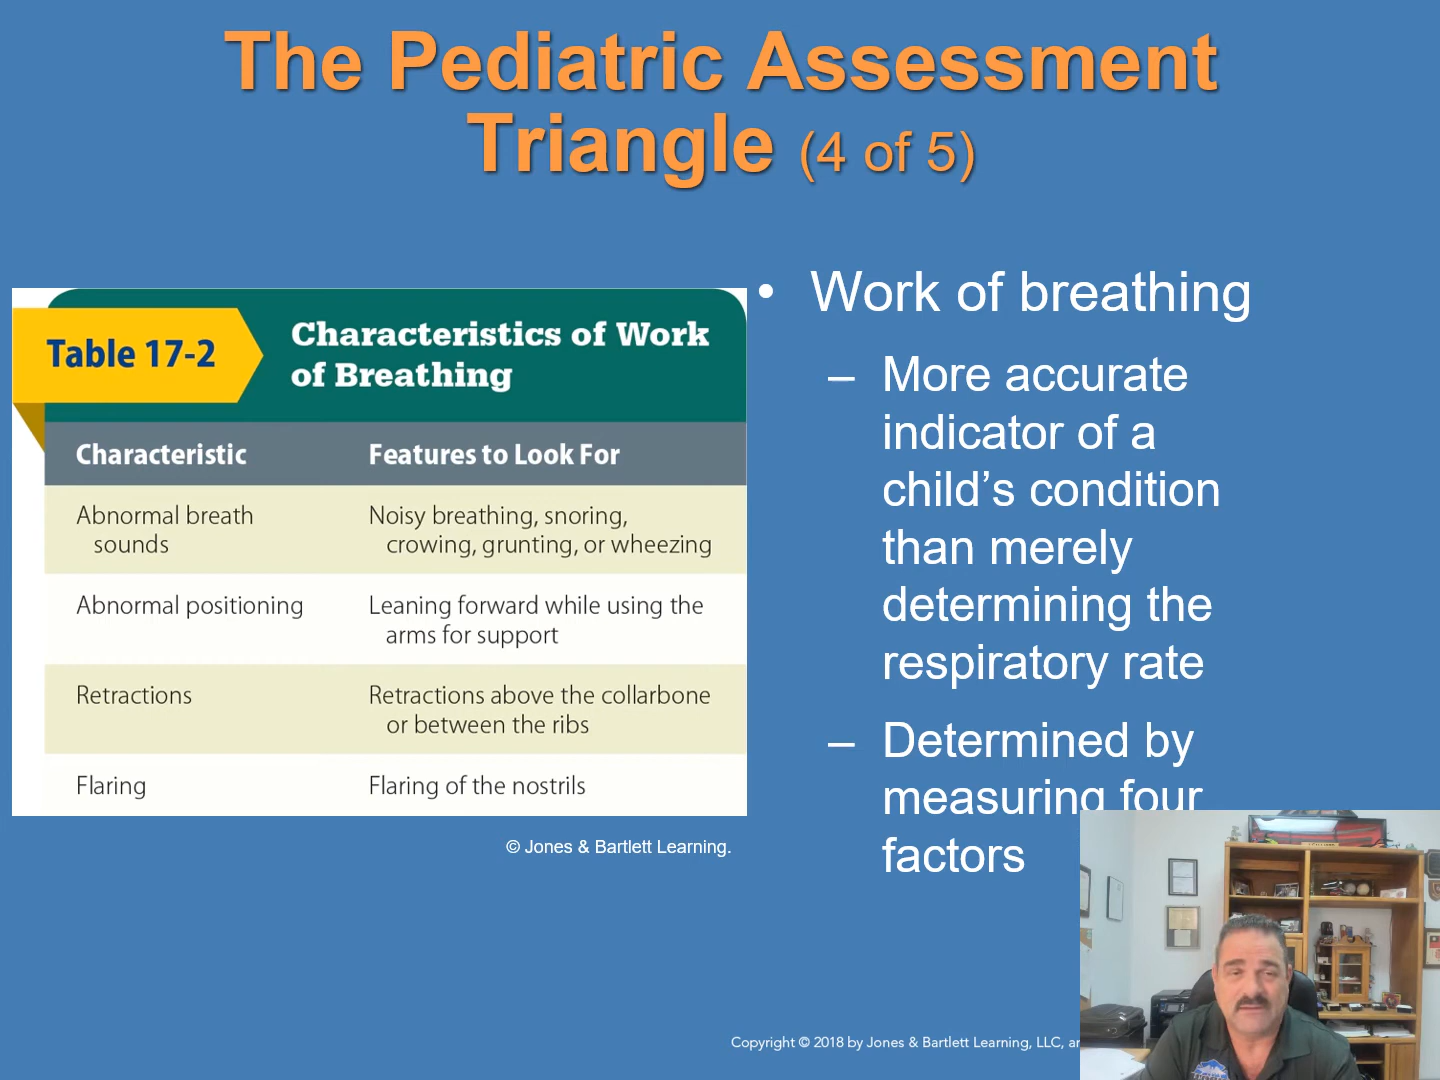 The Pediatric Assessment
Triangle (4 of 5)
Table 17-2
Characteristics of Work
of Breathing
Characteristic Features to Look For
Abnormal breath
sounds
Noisy breathing, snoring,
crowing, grunting, or wheezing
Abnormal positioning
Leaning forward while using the
arms for support
Retractions
Retractions above the collarbone
or between the ribs
Flaring
Flaring of the nostrils
© Jones & Bartlett Learning.
• Work of breathing
– More accurate
indicator of a
child’s condition
than merely
determining the
respiratory rate
– Determined by
measuring four
factors
Copyright © 2018 by Jones & Bartlett Learning, LLC,